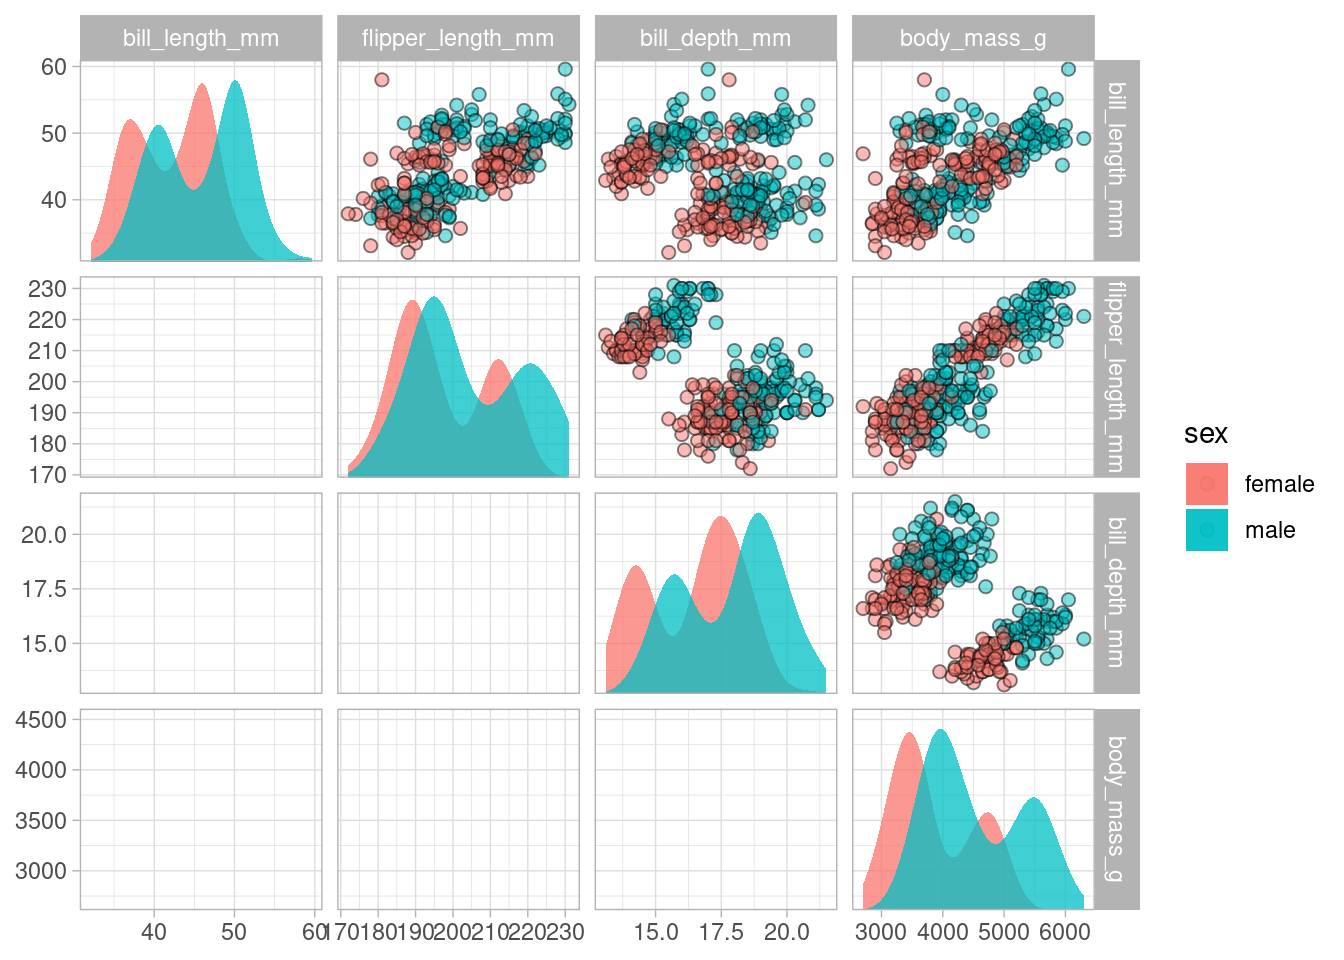 bill_length_mm flipper_length_mm bill_depth_mm body_mass_g
60
50
40
bill_length_mm
230
220
210
200
190
180
170
flipper_length_mm
20.0
17.5
15.0
bill_depth_mm
4500
4000
3500
3000
body_mass_g
40 50 60 170 180 190 200 210 220 230 15.0 17.5 20.0 3000 4000 5000 6000
sex
female
male